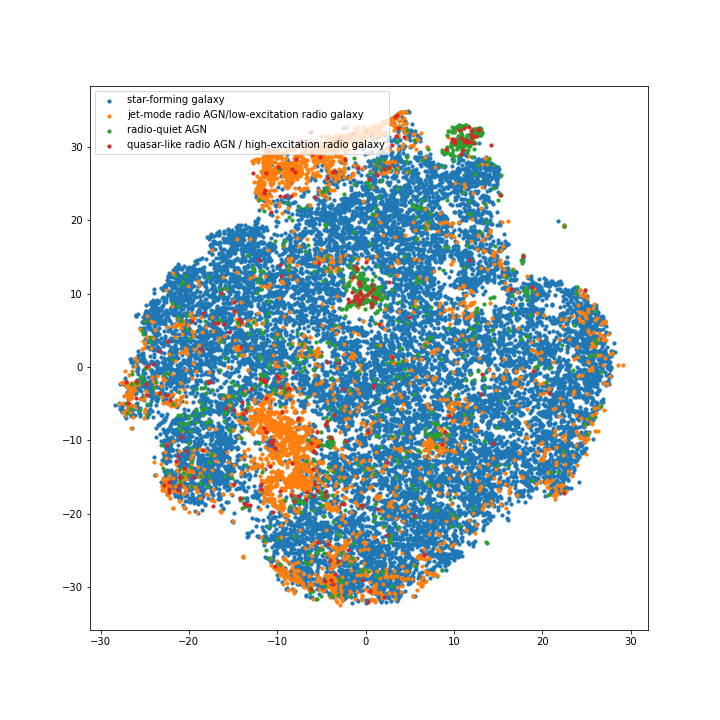 star-forming galaxy
jet-mode radio AGN/low-excitation radio galaxy
radio-quiet AGN
quasar-like radio AGN / high-excitation radio galaxy
30
20
10
0
−10
−20
−30
−30 −20 −10 0 10 20 30